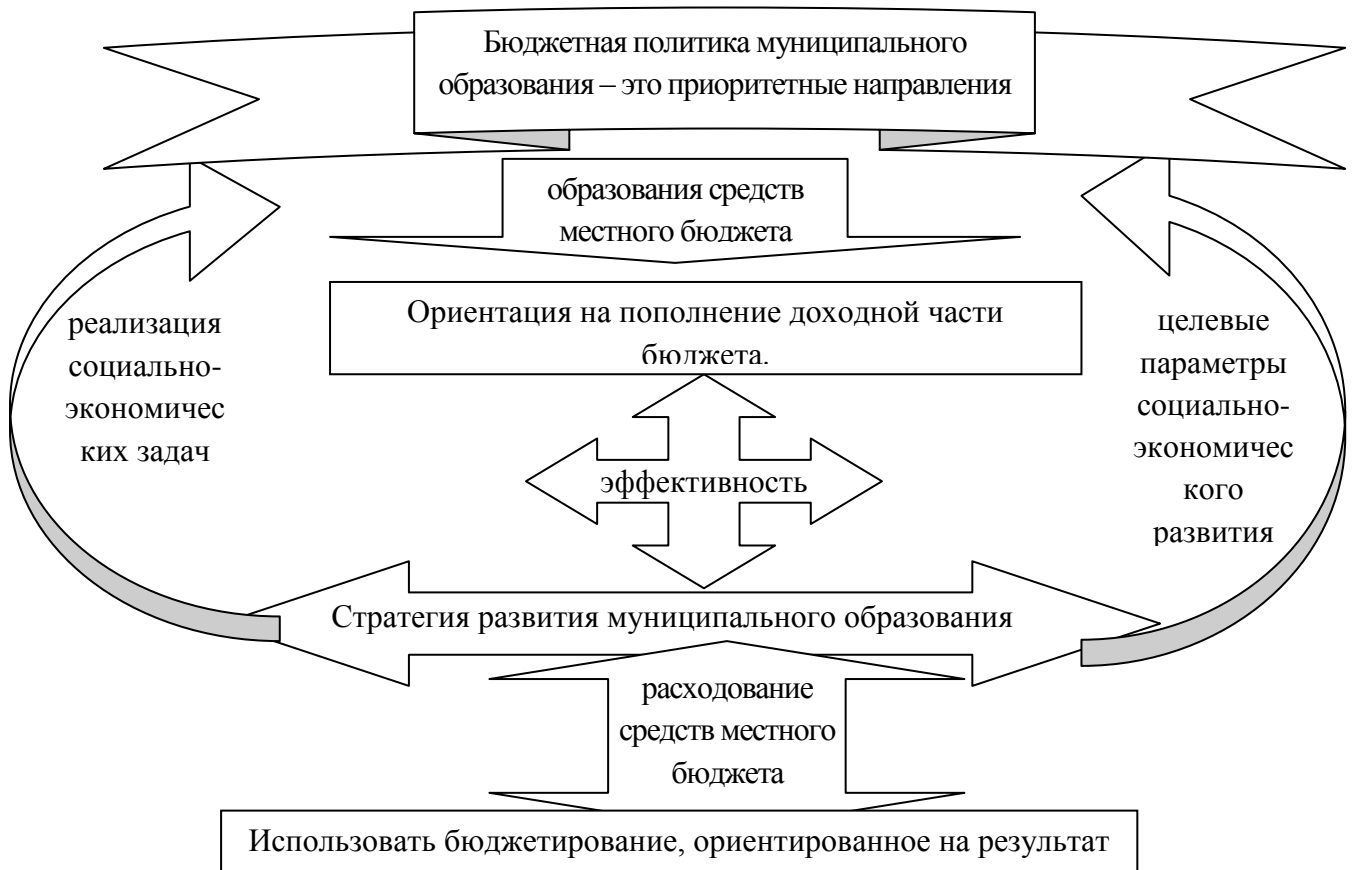 Бюджетная политика муниципального
образования – это приоритетные направления
образования средств
местного бюджета
Ориентация на пополнение доходной части
бюджета.
реализация
социально-
экономичес
ких задач
целевые
параметры
социально-
экономичес
кого
развития
эффективность
Стратегия развития муниципального образования
расходование
средств местного
бюджета
Использовать бюджетирование, ориентированное на результат